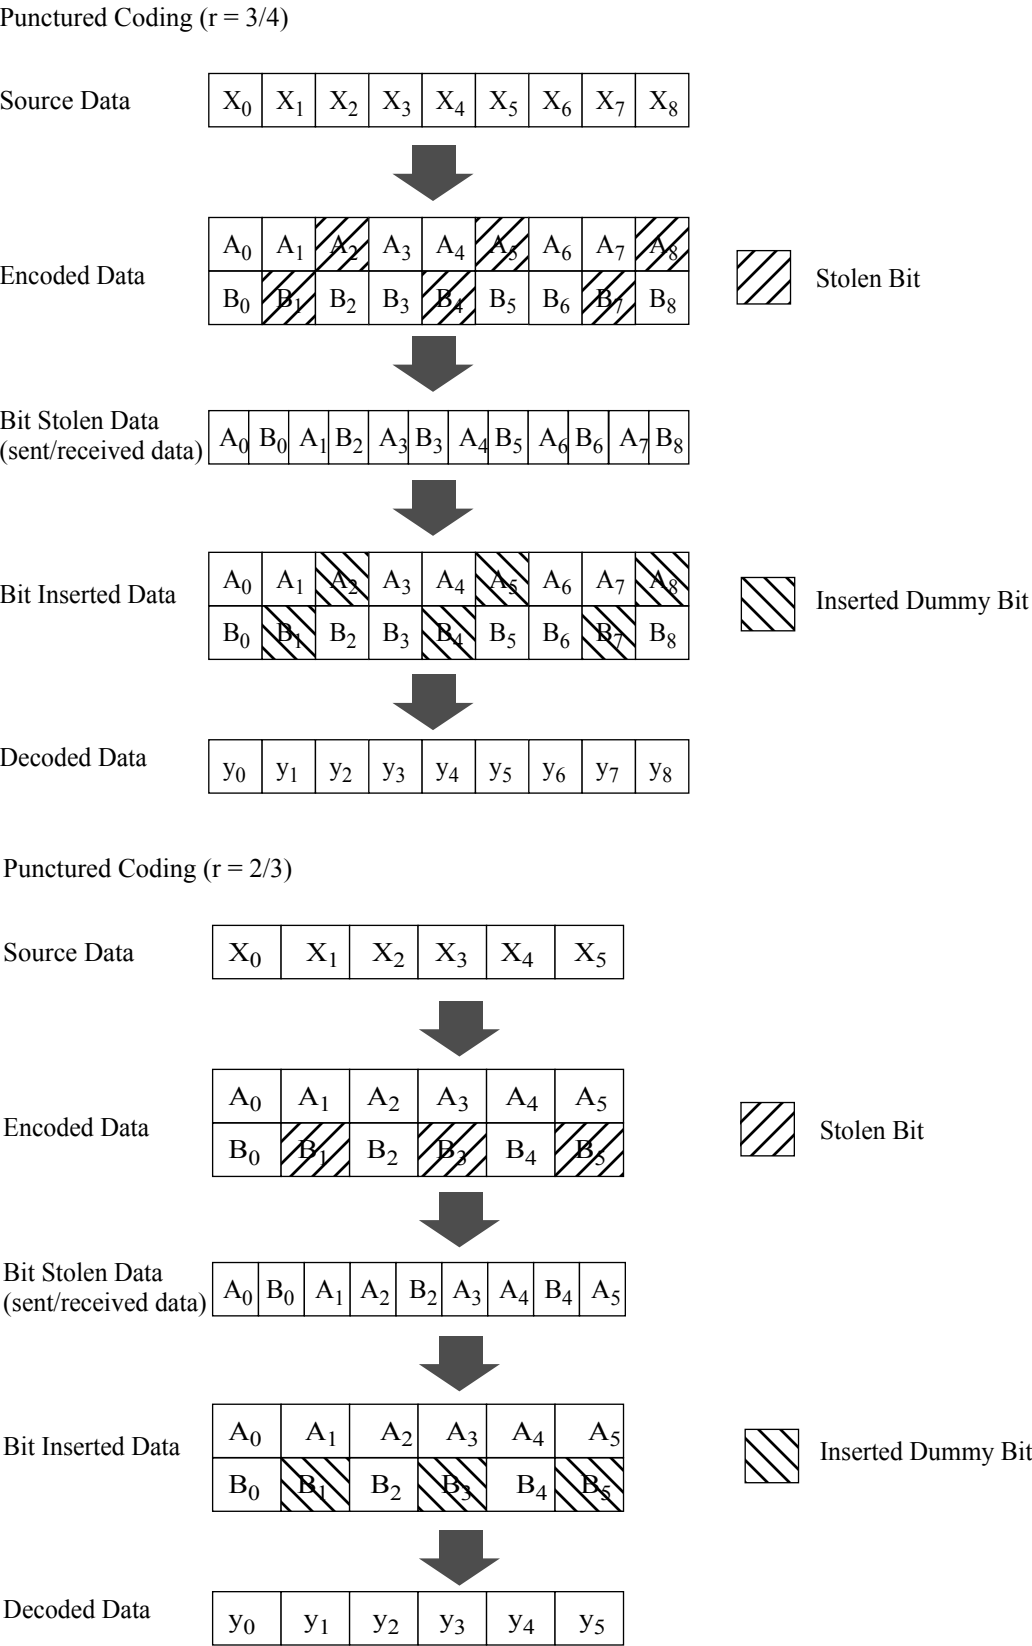 Punctured Coding (r = 3/4)
Source Data X0 X1 X2 X3 X4 X5 X6 X7 X8
A0 A1 A2 A3 A4 A5 A6 A7 A8
Encoded Data Stolen Bit
B0 B1 B2 B3 B4 B5 B6 B7 B8
Bit Stolen Data
(sent/received data) A0 B0 A1 B2 A3 B3 A4 B5 A6 B6 A7 B8
A0 A1 A2 A3 A4 A5 A6 A7 A8
Bit Inserted Data Inserted Dummy Bit
B0 B1 B2 B3 B4 B5 B6 B7 B8
Decoded Data y0 y1 y2 y3 y4 y5 y6 y7 y8
Punctured Coding (r = 2/3)
Source Data X0 X1 X2 X3 X4 X5
A0 A1 A2 A3 A4 A5
Encoded Data Stolen Bit
B0 B1 B2 B3 B4 B5
Bit Stolen Data
(sent/received data) A0 B0 A1 A2 B2 A3 A4 B4 A5
A0 A1 A2 A3 A4 A5
Bit Inserted Data Inserted Dummy Bit
B0 B1 B2 B3 B4 B5
Decoded Data y0 y1 y2 y3 y4 y5